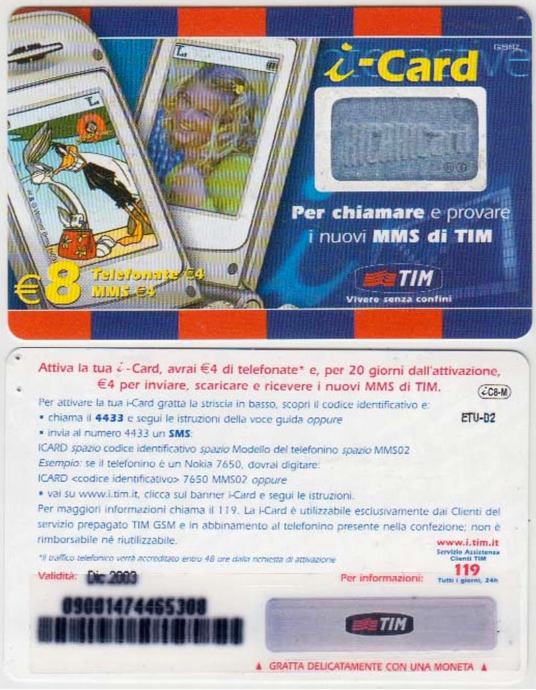 GSM2
i-Card
RICARICard
Per chiamare e provare
i nuovi MMS di TIM
€8 Telefonate €4
MMS €4
TIM
Vivere senza confini
Attiva la tua i-Card, avrai €4 di telefonate* e, per 20 giorni dall'attivazione,
€4 per inviare, scaricare e ricevere i nuovi MMS di TIM.
iC8-M
Per attivare la tua i-Card gratta la striscia in basso, scopri il codice identificativo e:
• chiama il 4433 e segui le istruzioni della voce guida oppure
ETU-02
• invia al numero 4433 un SMS:
ICARD spazio codice identificativo spazio Modello del telefonino spazio MMS02
Esempio: se il telefonino è un Nokia 7650, dovrai digitare:
ICARD <codice identificativo> 7650 MMS02 oppure
• vai su www.i.tim.it, clicca sul banner i-Card e segui le istruzioni.
Per maggiori informazioni chiama il 119. La i-Card è utilizzabile esclusivamente dai Clienti del
servizio prepagato TIM GSM e in abbinamento al telefonino presente nella confezione; non è
rimborsabile né riutilizzabile.
www.i.tim.it
*il traffico telefonico verrà accreditato entro 48 ore dalla richiesta di attivazione
Servizio Assistenza
Clienti TIM
Validità: Dic 2003
Per informazioni: 119
Tutti i giorni, 24h
09001474465308
TIM
▲ GRATTA DELICATAMENTE CON UNA MONETA ▲